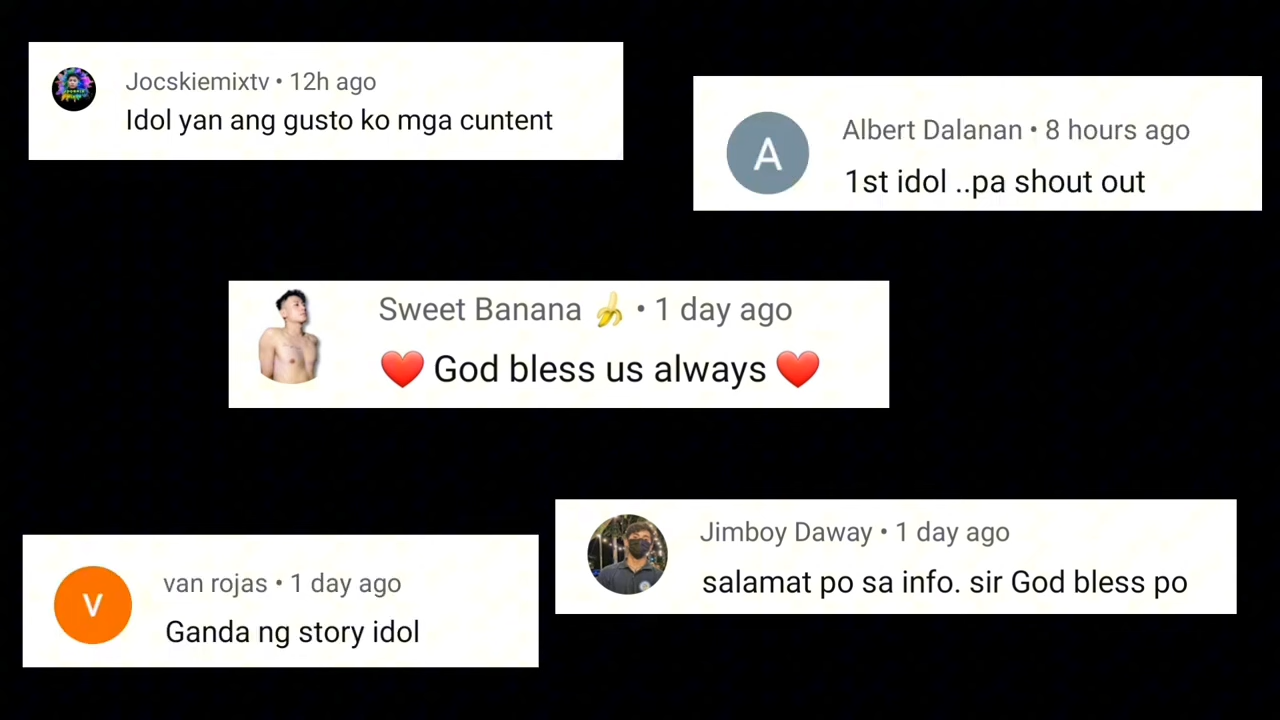 Jocskiemixtv • 12h ago
Idol yan ang gusto ko mga cuntent
A
Albert Dalanan • 8 hours ago
1st idol ..pa shout out
Sweet Banana 🍌 • 1 day ago
❤️ God bless us always ❤️
v
van rojas • 1 day ago
Ganda ng story idol
Jimboy Daway • 1 day ago
salamat po sa info. sir God bless po